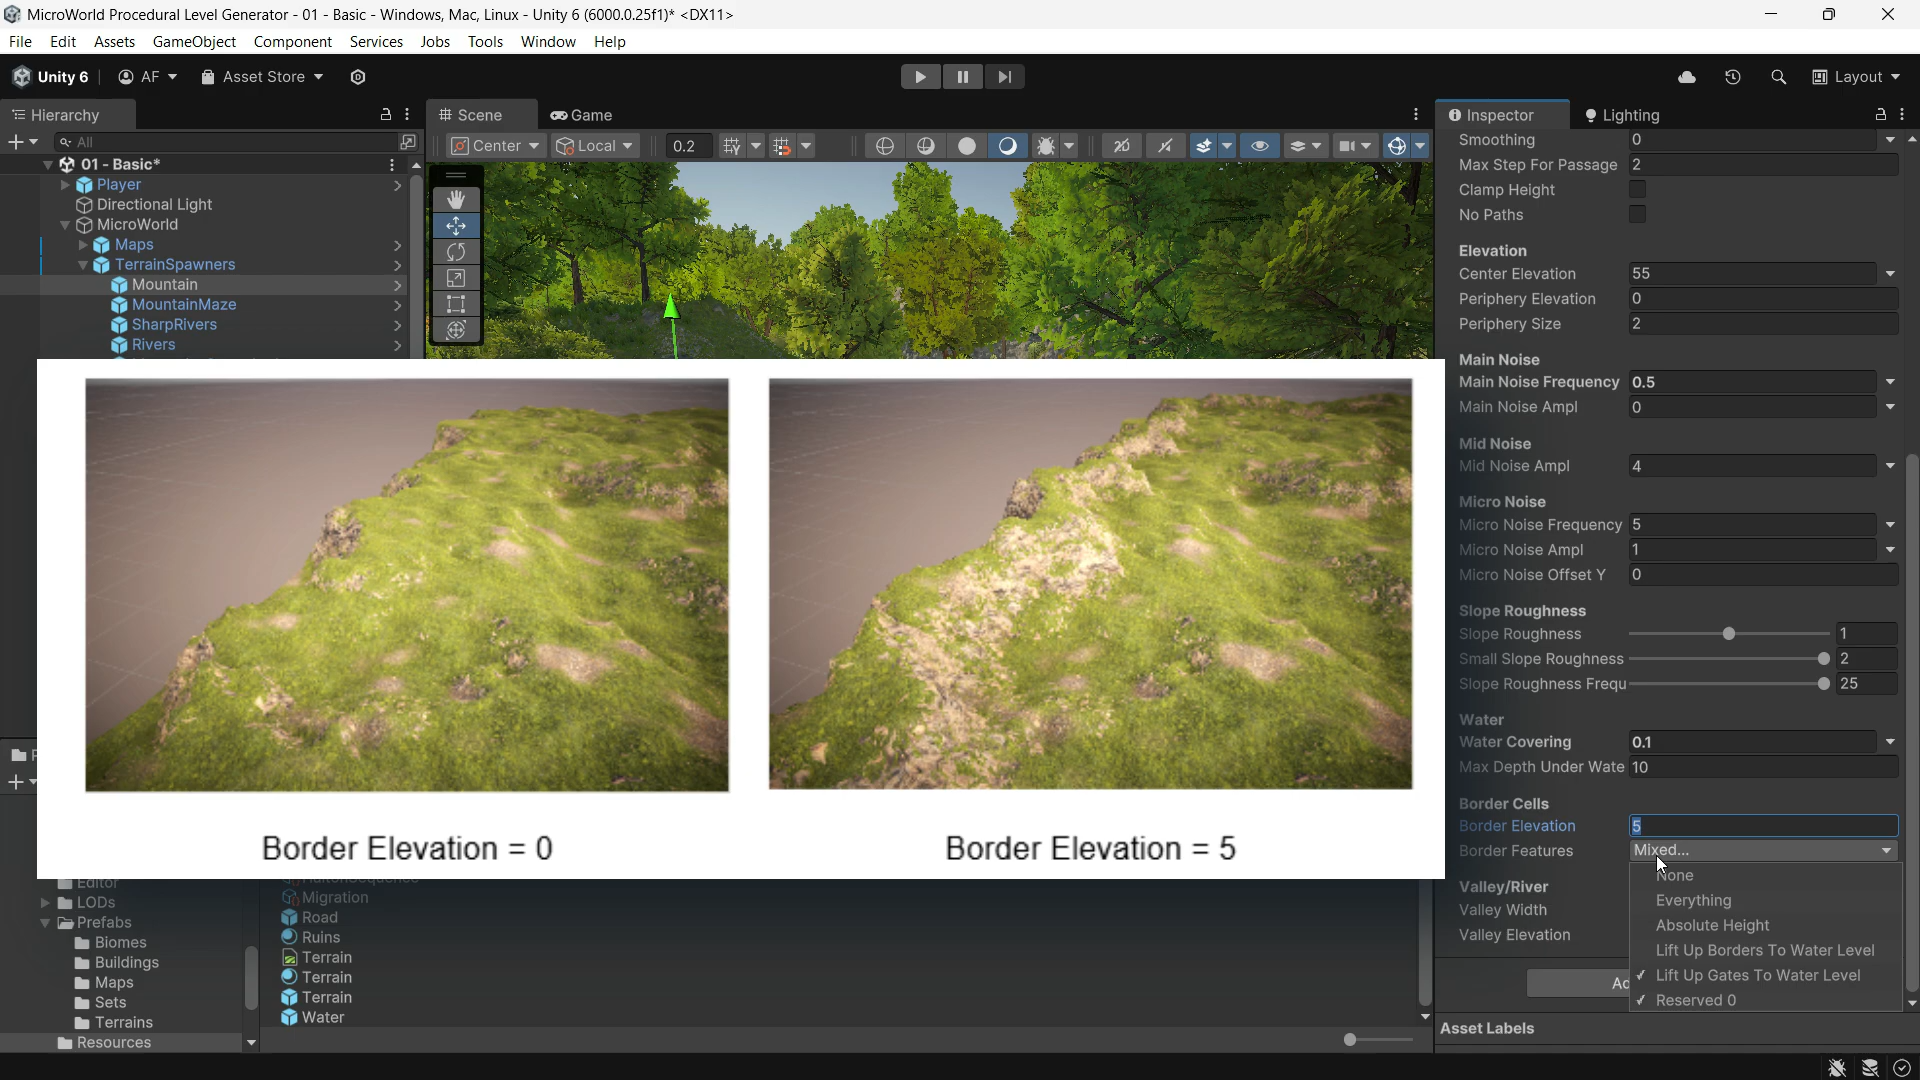 MicroWorld Procedural Level Generator - 01 - Basic - Windows, Mac, Linux - Unity 6 (6000.0.25f1)* <DX11>
File Edit Assets GameObject Component Services Jobs Tools Window Help
Unity 6 AF Asset Store Layout
Hierarchy
All
01 - Basic*
Player
Directional Light
MicroWorld
Maps
TerrainSpawners
Mountain
MountainMaze
SharpRivers
Rivers
Scene Game
Center Local 0.2
Border Elevation = 0
Border Elevation = 5
Editor
LODs
Prefabs
Biomes
Buildings
Maps
Sets
Terrains
Resources
HaltonSequence
Migration
Road
Ruins
Terrain
Terrain
Terrain
Water
Inspector Lighting
Smoothing 0
Max Step For Passage 2
Clamp Height
No Paths
Elevation
Center Elevation 55
Periphery Elevation 0
Periphery Size 2
Main Noise
Main Noise Frequency 0.5
Main Noise Ampl 0
Mid Noise
Mid Noise Ampl 4
Micro Noise
Micro Noise Frequency 5
Micro Noise Ampl 1
Micro Noise Offset Y 0
Slope Roughness
Slope Roughness 1
Small Slope Roughness 2
Slope Roughness Frequ 25
Water
Water Covering 0.1
Max Depth Under Wate 10
Border Cells
Border Elevation 5
Border Features Mixed...
None
Everything
Absolute Height
Lift Up Borders To Water Level
Lift Up Gates To Water Level
Reserved 0
Valley/River
Valley Width
Valley Elevation
Asset Labels